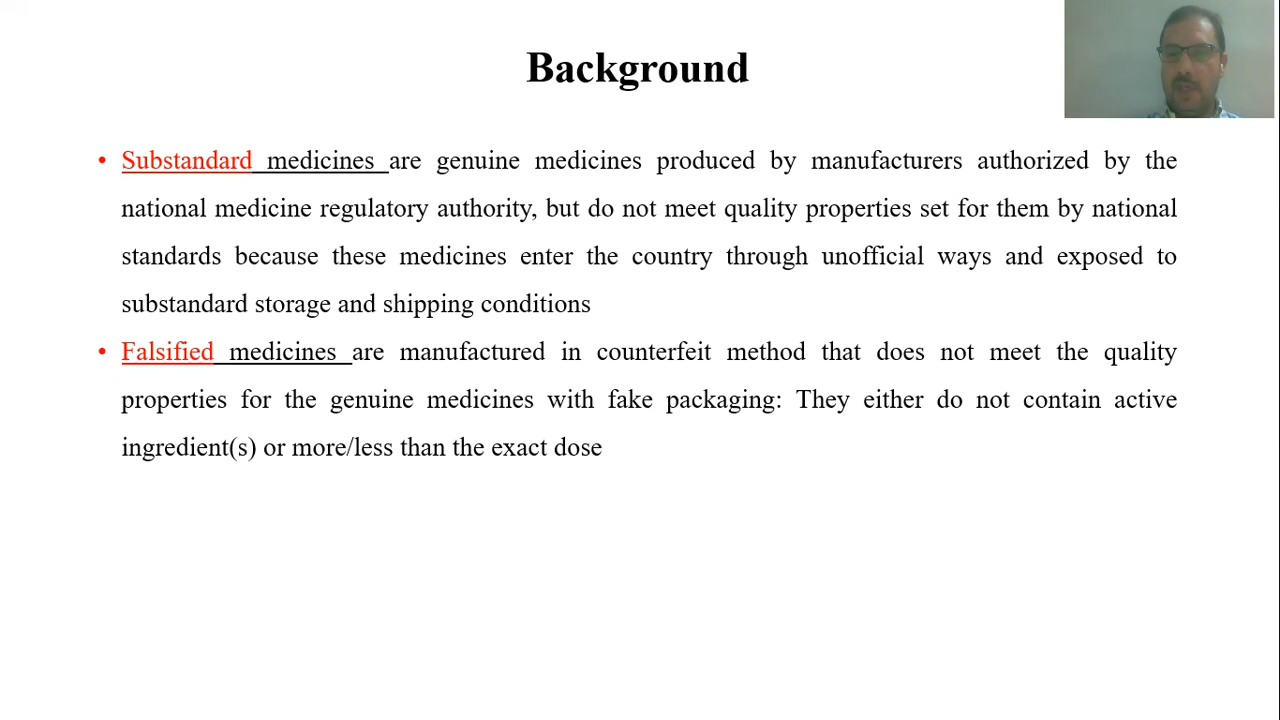 Background
• Substandard medicines are genuine medicines produced by manufacturers authorized by the
national medicine regulatory authority, but do not meet quality properties set for them by national
standards because these medicines enter the country through unofficial ways and exposed to
substandard storage and shipping conditions
• Falsified medicines are manufactured in counterfeit method that does not meet the quality
properties for the genuine medicines with fake packaging: They either do not contain active
ingredient(s) or more/less than the exact dose